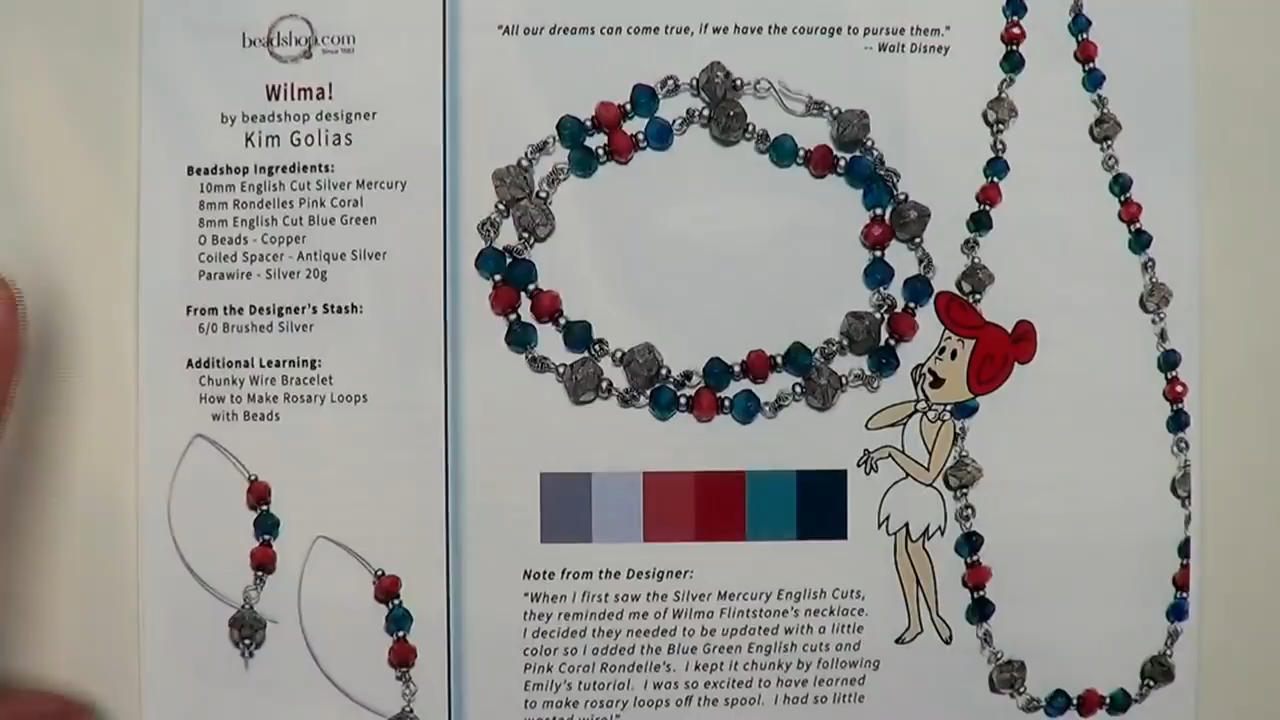 beadshop.com
Since 1983
Wilma!
by beadshop designer
Kim Golias
Beadshop Ingredients:
10mm English Cut Silver Mercury
8mm Rondelles Pink Coral
8mm English Cut Blue Green
O Beads - Copper
Coiled Spacer - Antique Silver
Parawire - Silver 20g
From the Designer's Stash:
6/0 Brushed Silver
Additional Learning:
Chunky Wire Bracelet
How to Make Rosary Loops
with Beads
"All our dreams can come true, if we have the courage to pursue them."
-- Walt Disney
Note from the Designer:
"When I first saw the Silver Mercury English Cuts,
they reminded me of Wilma Flintstone's necklace.
I decided they needed to be updated with a little
color so I added the Blue Green English cuts and
Pink Coral Rondelle's. I kept it chunky by following
Emily's tutorial. I was so excited to have learned
to make rosary loops off the spool. I had so little
wasted wire!"